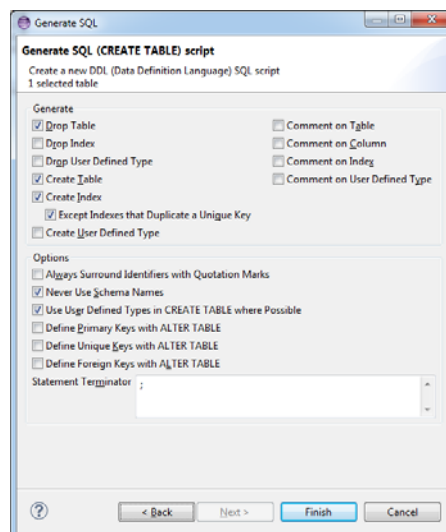 Generate SQL
Generate SQL (CREATE TABLE) script
Create a new DDL (Data Definition Language) SQL script
1 selected table
Generate
Drop Table
Comment on Table
Drop Index
Comment on Column
Drop User Defined Type
Comment on Index
Create Table
Comment on User Defined Type
Create Index
Except Indexes that Duplicate a Unique Key
Create User Defined Type
Options
Always Surround Identifiers with Quotation Marks
Never Use Schema Names
Use User Defined Types in CREATE TABLE where Possible
Define Primary Keys with ALTER TABLE
Define Unique Keys with ALTER TABLE
Define Foreign Keys with ALTER TABLE
Statement Terminator ;
? < Back Next > Finish Cancel